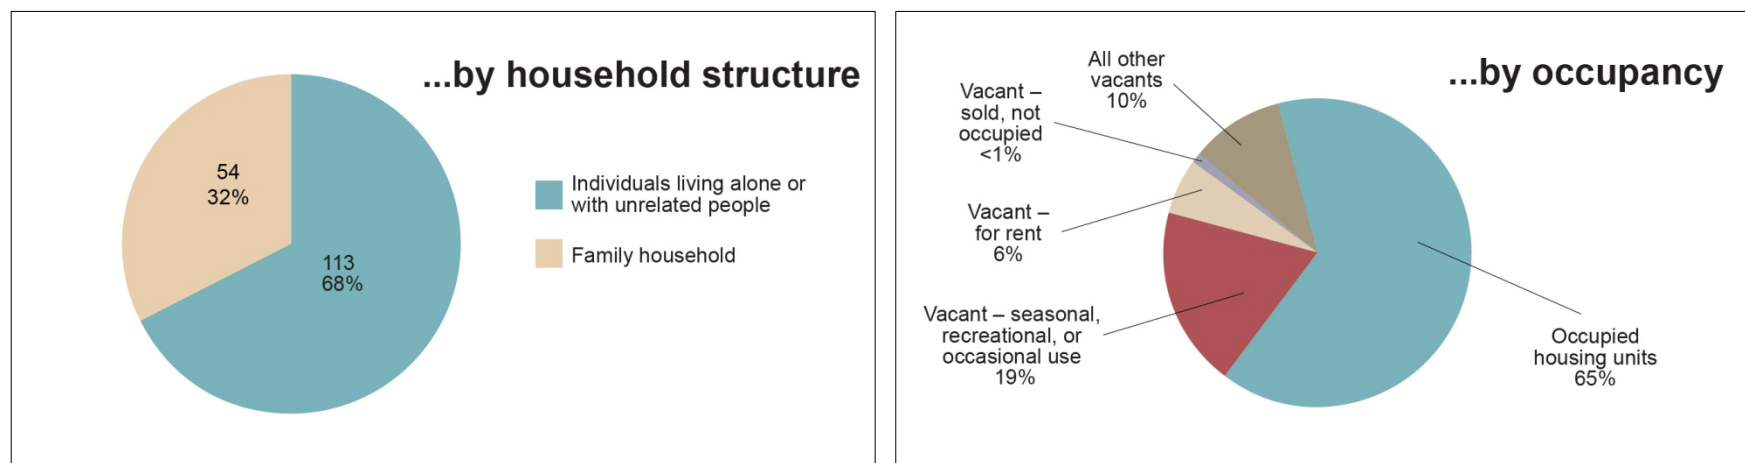 ...by household structure
54
32%
113
68%
Individuals living alone or
with unrelated people
Family household
...by occupancy
All other
vacants
10%
Vacant –
sold, not
occupied
<1%
Vacant –
for rent
6%
Vacant – seasonal,
recreational, or
occasional use
19%
Occupied
housing units
65%